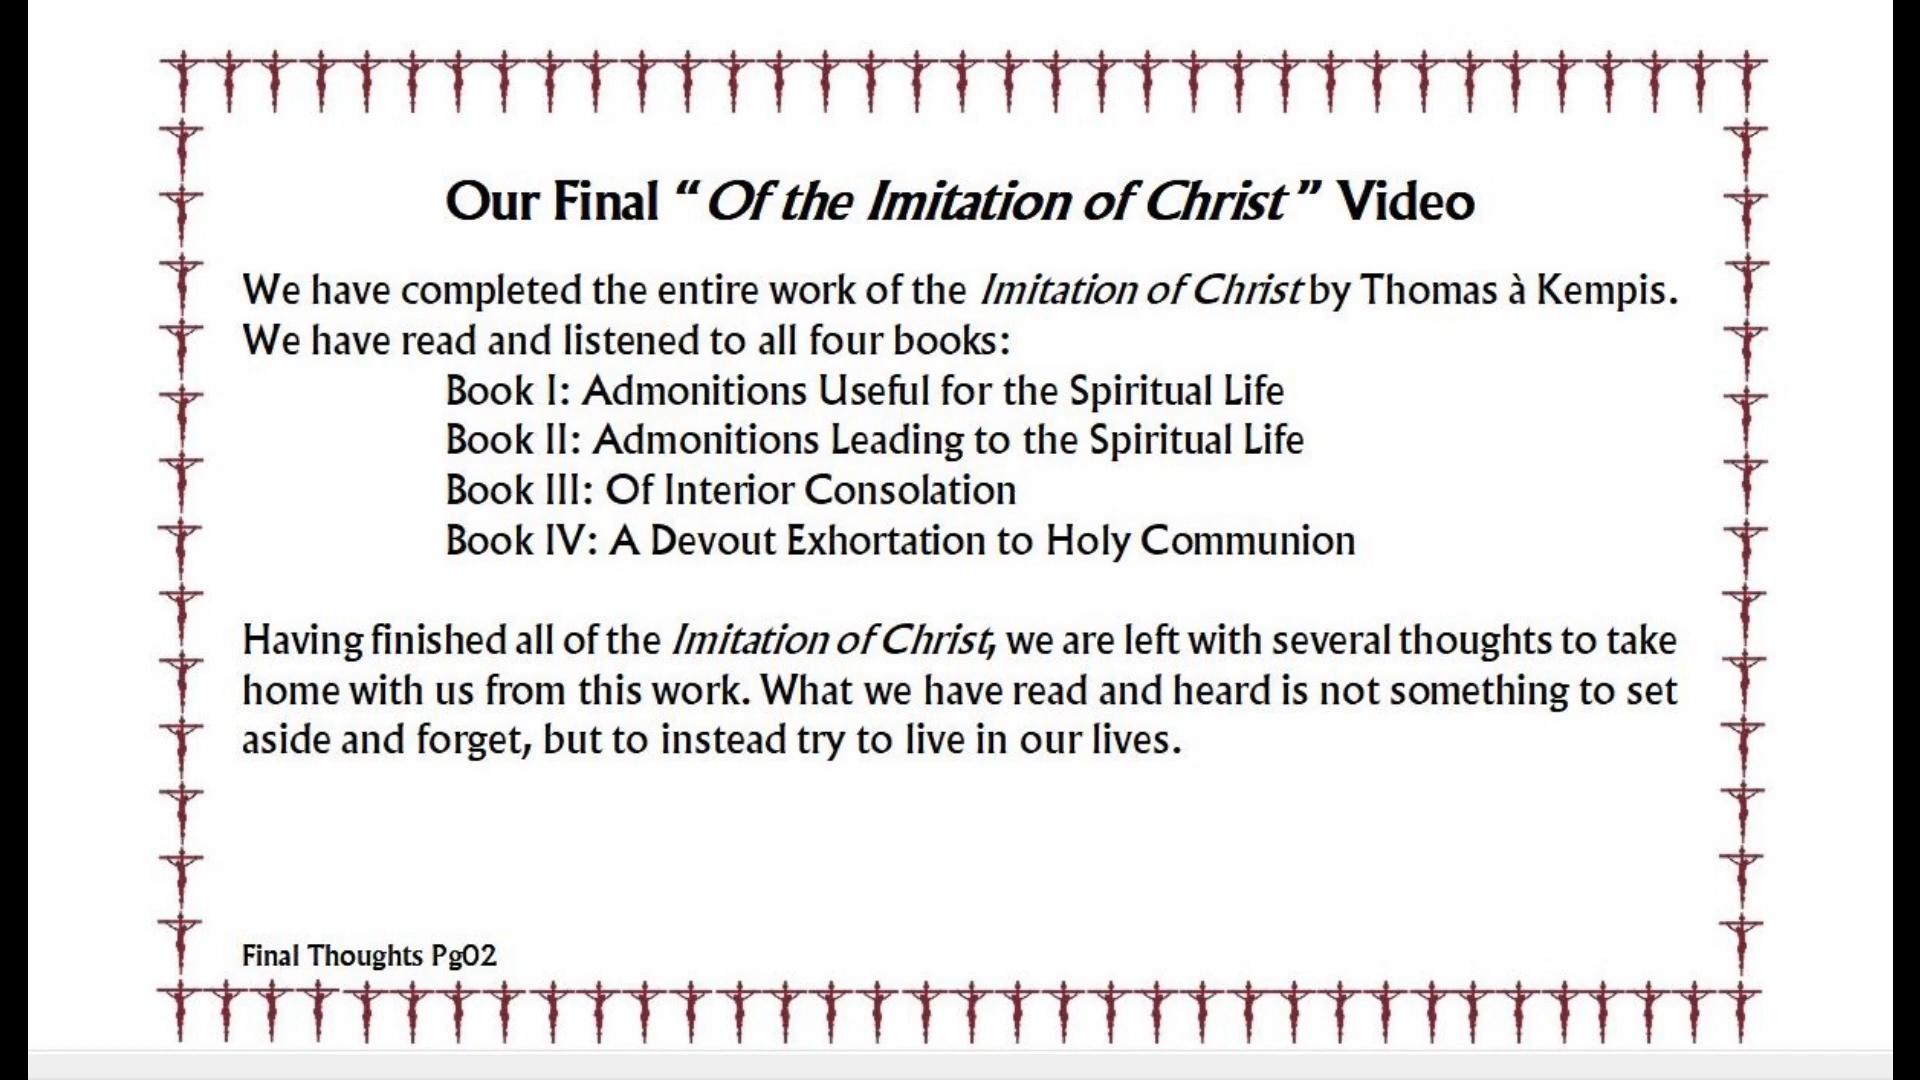 Our Final “Of the Imitation of Christ” Video
We have completed the entire work of the Imitation of Christ by Thomas à Kempis.
We have read and listened to all four books:
Book I: Admonitions Useful for the Spiritual Life
Book II: Admonitions Leading to the Spiritual Life
Book III: Of Interior Consolation
Book IV: A Devout Exhortation to Holy Communion
Having finished all of the Imitation of Christ, we are left with several thoughts to take
home with us from this work. What we have read and heard is not something to set
aside and forget, but to instead try to live in our lives.
Final Thoughts Pg02